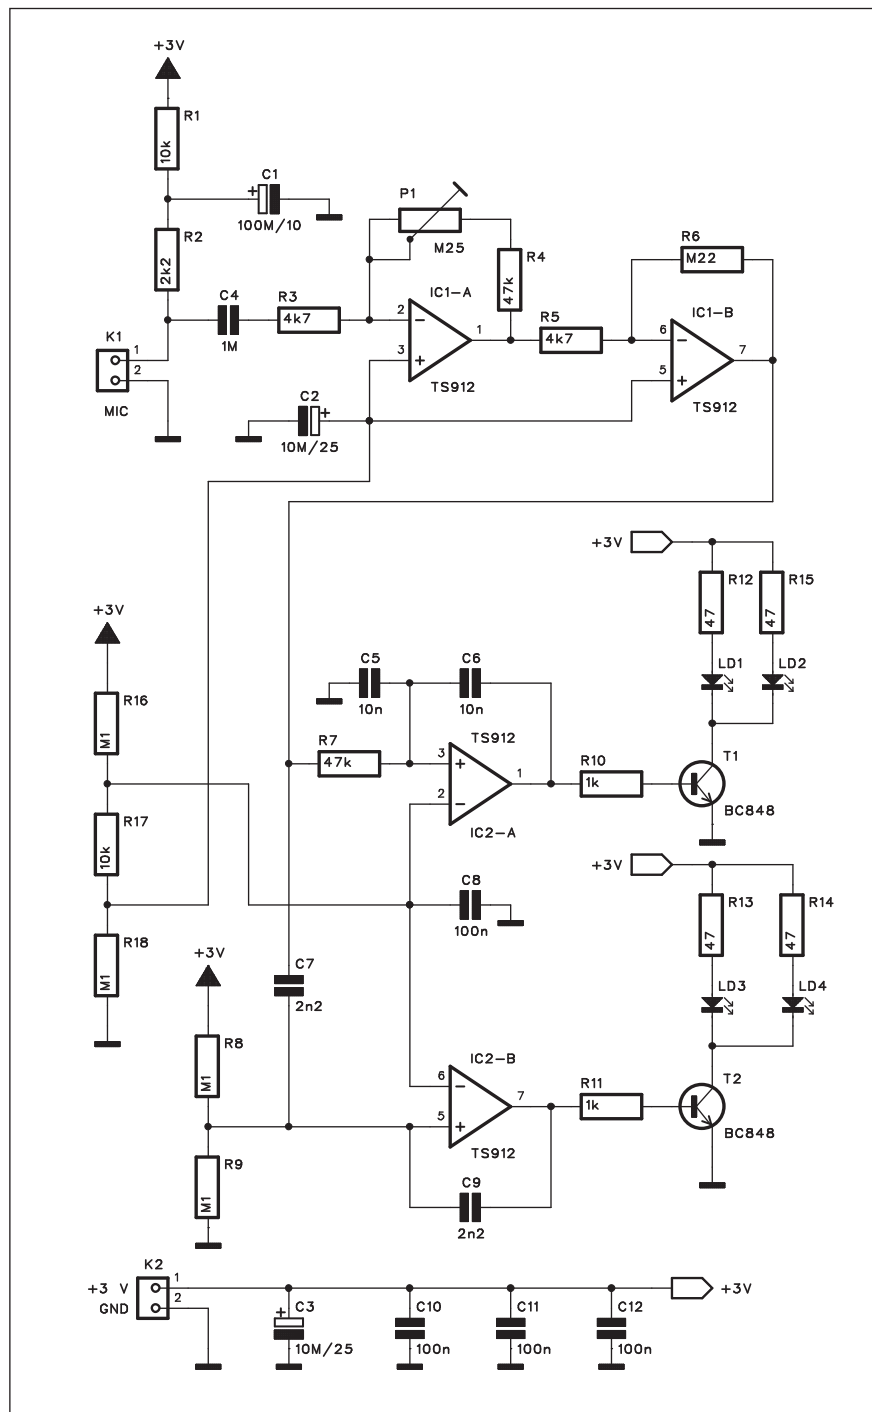 +3V
R1
10k
C1
+
100M/10
R2
2k2
P1
M25
R4
47k
R6
M22
C4
1M
R3
4k7
IC1-A
2
3
1
TS912
R5
4k7
IC1-B
6
5
7
TS912
K1
1
2
MIC
C2
+
10M/25
+3V
R12
47
R15
47
LD1
LD2
+3V
R16
M1
C5
10n
C6
10n
R7
47k
TS912
3
2
1
IC2-A
R10
1k
T1
BC848
R17
10k
+3V
C8
100n
R13
47
R14
47
R18
M1
+3V
C7
2n2
LD3
LD4
R8
M1
IC2-B
6
5
7
TS912
R11
1k
T2
BC848
R9
M1
C9
2n2
K2
+3 V
1
GND
2
+3V
+
C3
10M/25
C10
100n
C11
100n
C12
100n